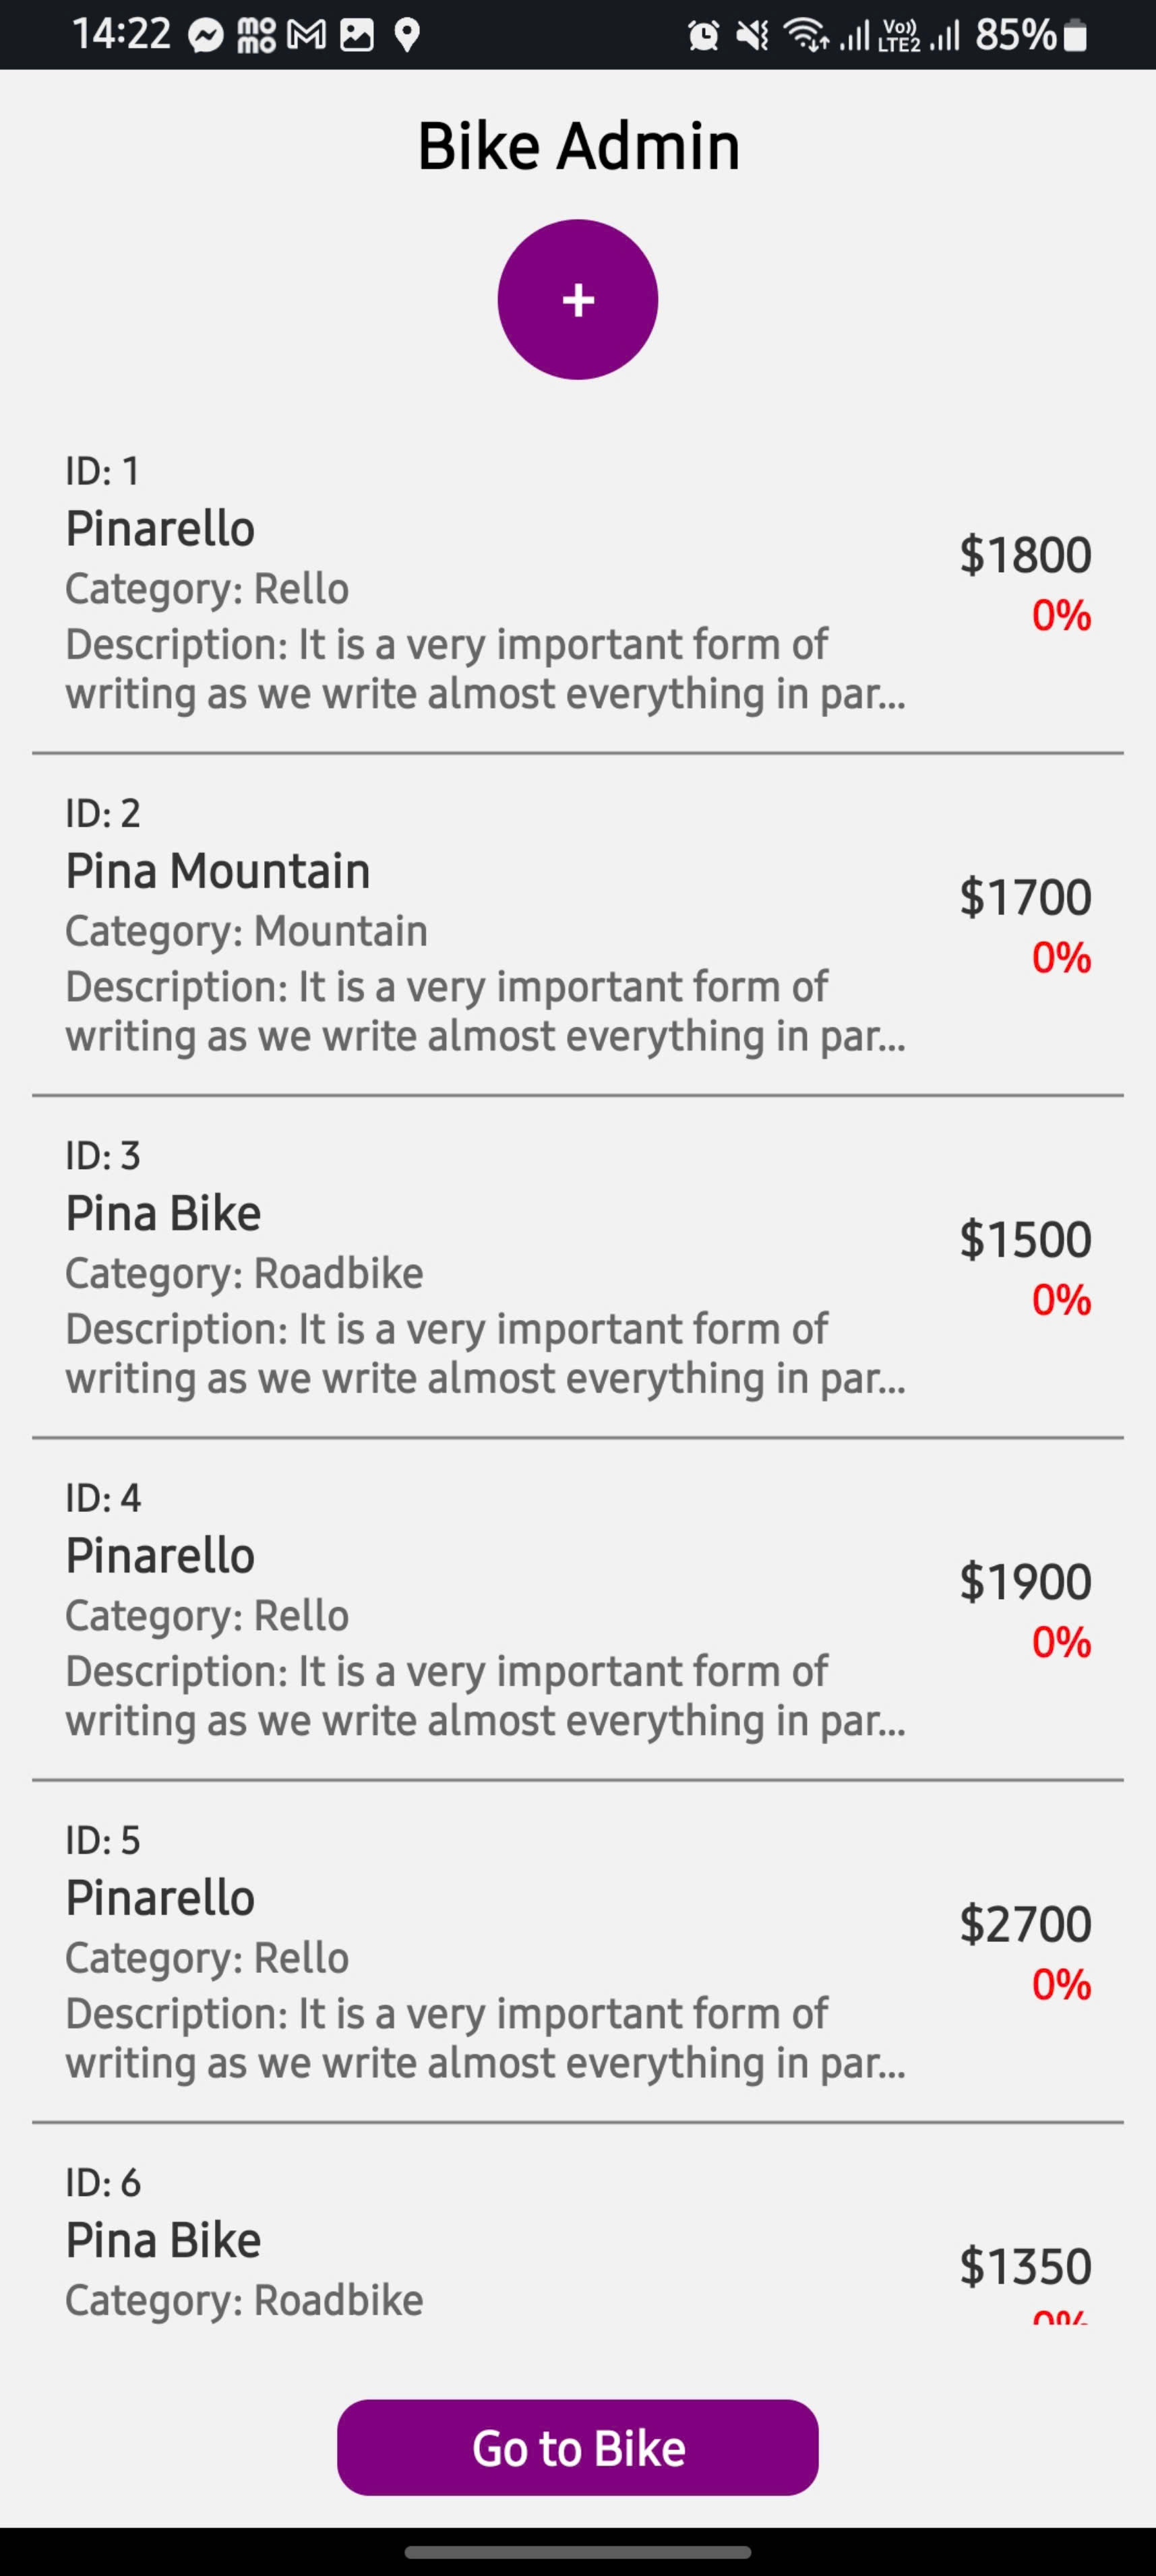 14:22 Vo)) LTE2 85%
Bike Admin
+
ID: 1
Pinarello
$1800
Category: Rello
0%
Description: It is a very important form of
writing as we write almost everything in par...
ID: 2
Pina Mountain
$1700
Category: Mountain
0%
Description: It is a very important form of
writing as we write almost everything in par...
ID: 3
Pina Bike
$1500
Category: Roadbike
0%
Description: It is a very important form of
writing as we write almost everything in par...
ID: 4
Pinarello
$1900
Category: Rello
0%
Description: It is a very important form of
writing as we write almost everything in par...
ID: 5
Pinarello
$2700
Category: Rello
0%
Description: It is a very important form of
writing as we write almost everything in par...
ID: 6
Pina Bike
$1350
Category: Roadbike
Go to Bike